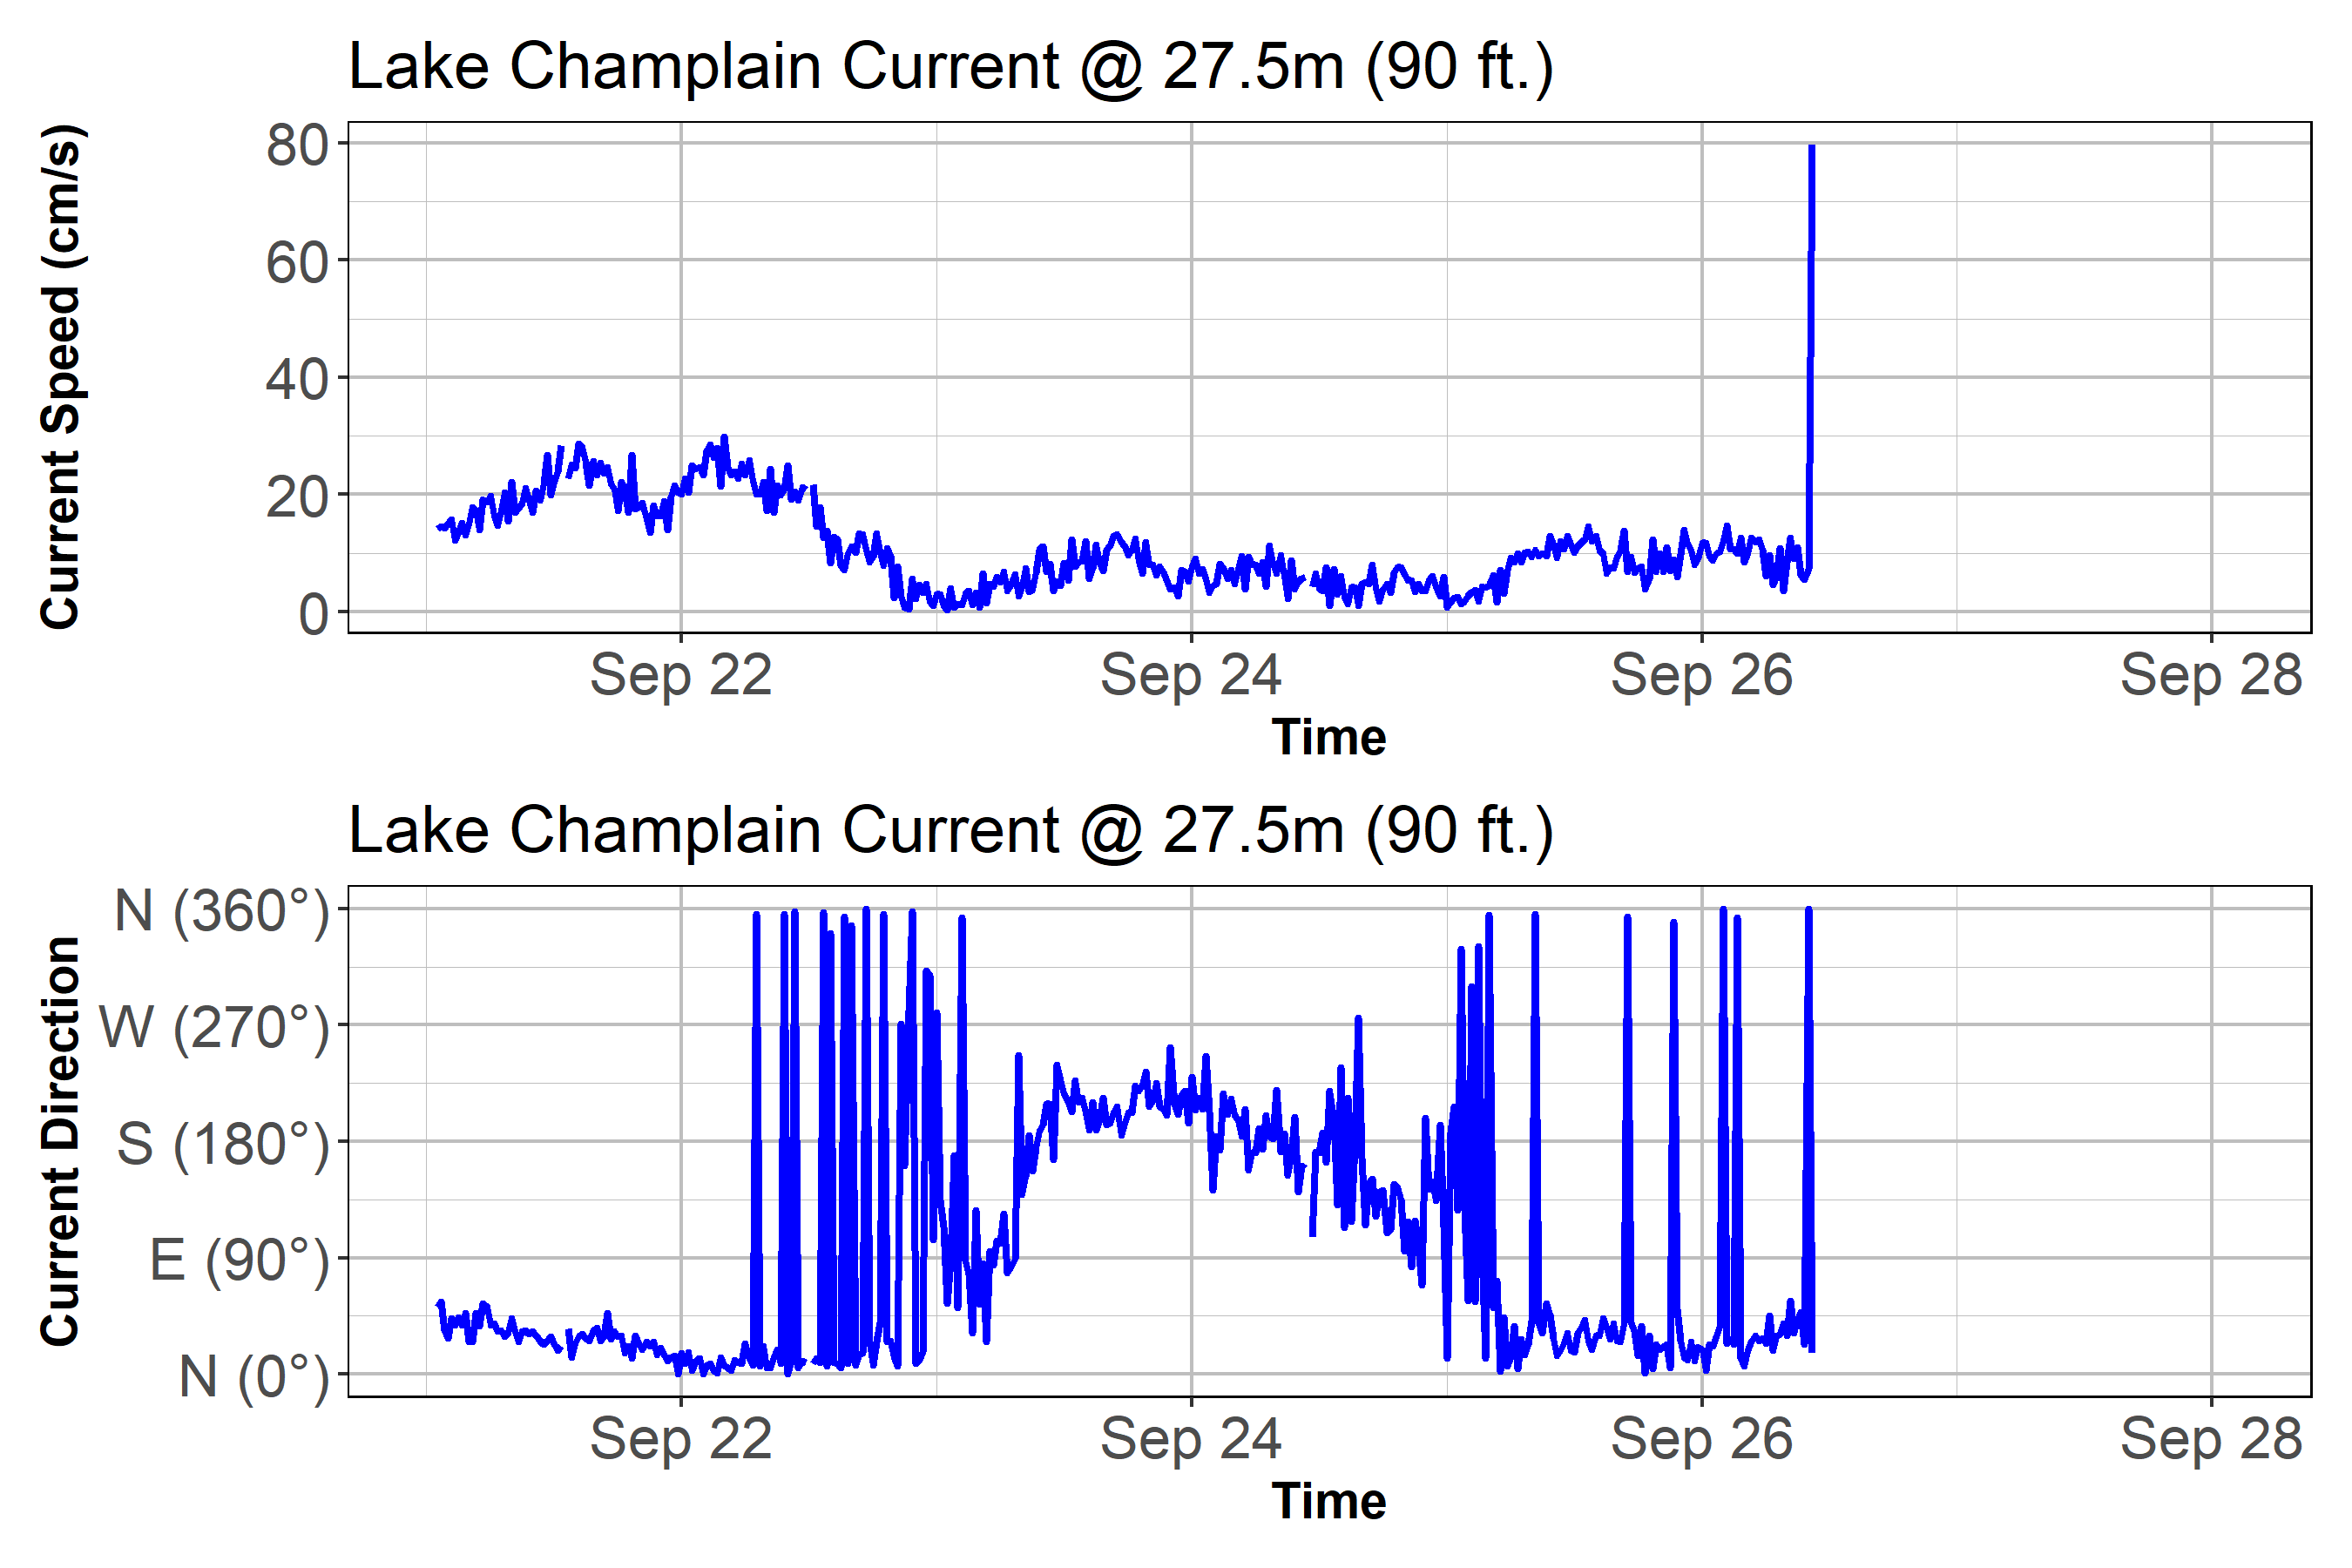 Lake Champlain Current @ 27.5m (90 ft.)
Current Speed (cm/s)
80
60
40
20
0
Sep 22 Sep 24 Sep 26 Sep 28
Time
Lake Champlain Current @ 27.5m (90 ft.)
Current Direction
N (360°)
W (270°)
S (180°)
E (90°)
N (0°)
Sep 22 Sep 24 Sep 26 Sep 28
Time